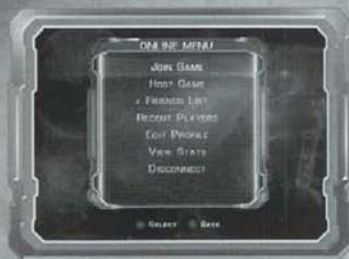 ONLINE MENU
JOIN GAME
HOST GAME
FRIENDS LIST
RECENT PLAYERS
EDIT PROFILE
VIEW STATS
DISCONNECT
SELECT BACK